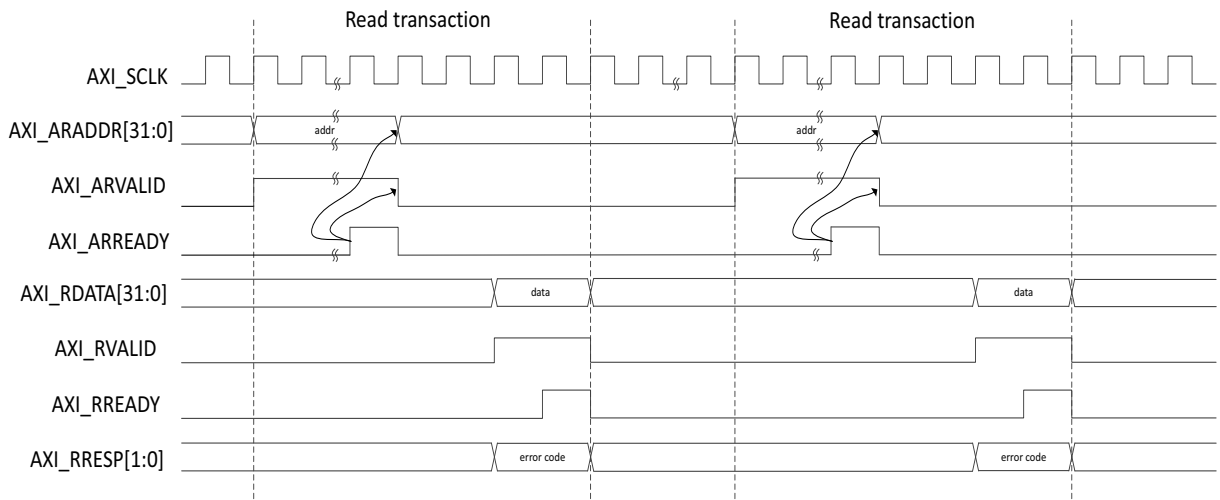 Read transaction Read transaction
AXI_SCLK
AXI_ARADDR[31:0] addr addr
AXI_ARVALID
AXI_ARREADY
AXI_RDATA[31:0] data data
AXI_RVALID
AXI_RREADY
AXI_RRESP[1:0] error code error code